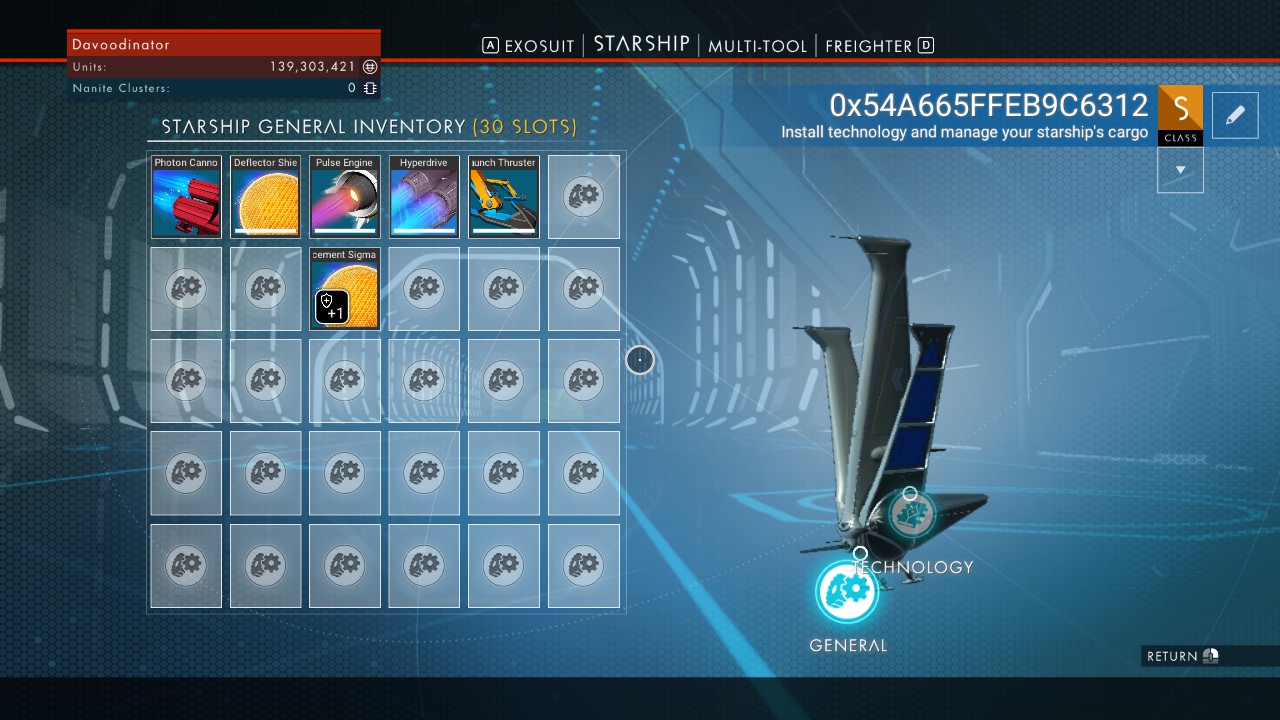 Davoodinator
Units: 139,303,421
Nanite Clusters: 0
A EXOSUIT STARSHIP MULTI-TOOL FREIGHTER D
0x54A665FFEB9C6312
Install technology and manage your starship's cargo
S
CLASS
STARSHIP GENERAL INVENTORY (30 SLOTS)
Photon Canno Deflector Shie Pulse Engine Hyperdrive aunch Thruster
cement Sigma
+1
TECHNOLOGY
GENERAL
RETURN